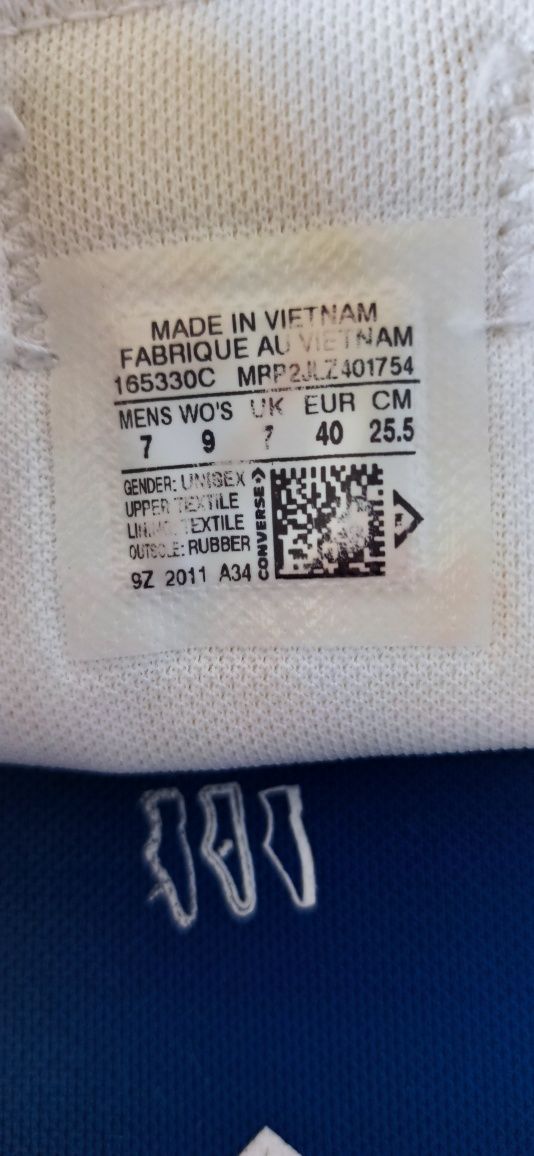 MADE IN VIETNAM
FABRIQUE AU VIETNAM
165330C MRP2JLZ401754
MENS WO'S UK EUR CM
7 9 7 40 25.5
GENDER: UNISEX
UPPER TEXTILE
TEXTILE
OUTSOLE: RUBBER
9Z 2011 A34
CONVERSE